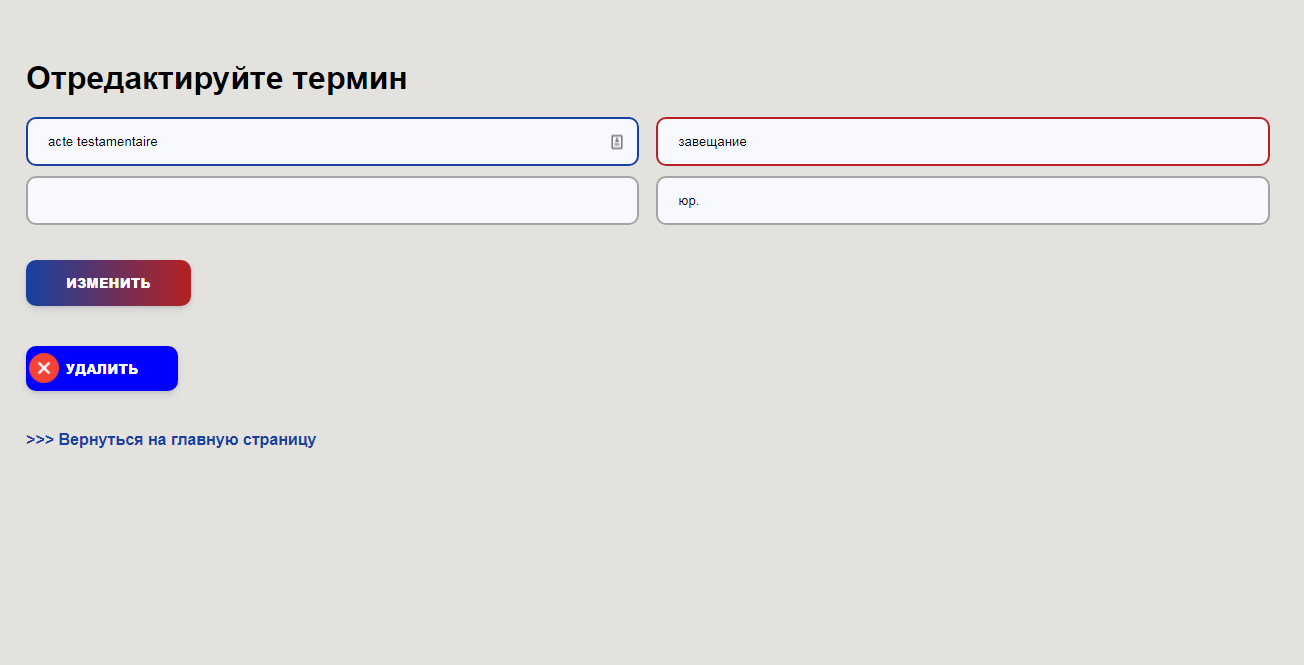 Отредактируйте термин
acte testamentaire
завещание
юр.
ИЗМЕНИТЬ
УДАЛИТЬ
>>> Вернуться на главную страницу